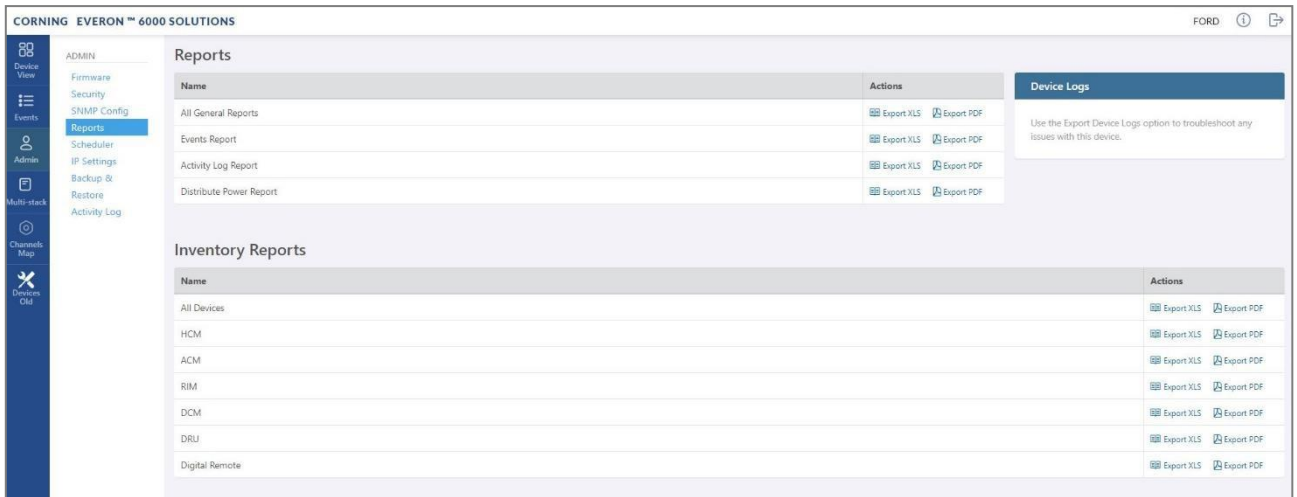 CORNING EVERON ™ 6000 SOLUTIONS
FORD
Device
View
Events
Admin
Multi-stack
Channels
Map
Devices
Old
ADMIN
Firmware
Security
SNMP Config
Reports
Scheduler
IP Settings
Backup &
Restore
Activity Log
Reports
Name Actions
All General Reports Export XLS Export PDF
Events Report Export XLS Export PDF
Activity Log Report Export XLS Export PDF
Distribute Power Report Export XLS Export PDF
Device Logs
Use the Export Device Logs option to troubleshoot any
issues with this device.
Inventory Reports
Name Actions
All Devices Export XLS Export PDF
HCM Export XLS Export PDF
ACM Export XLS Export PDF
RIM Export XLS Export PDF
DCM Export XLS Export PDF
DRU Export XLS Export PDF
Digital Remote Export XLS Export PDF